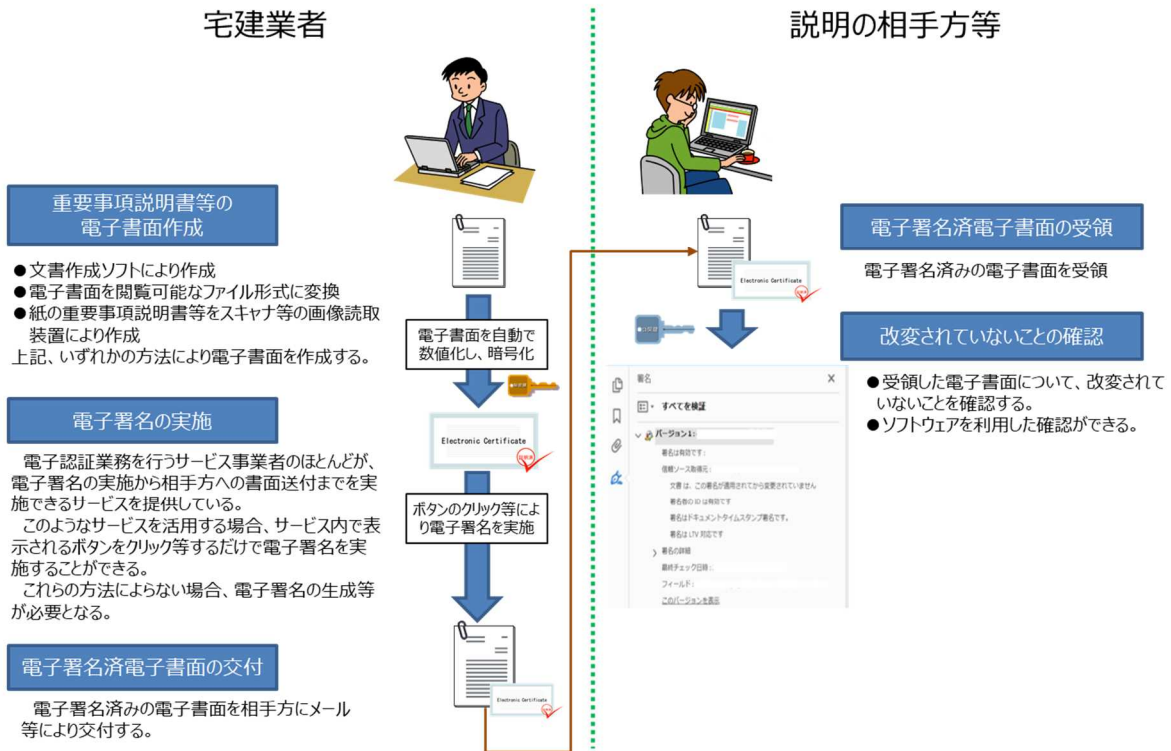 宅建業者
説明の相手方等
重要事項説明書等の
電子書面作成
●文書作成ソフトにより作成
●電子書面を閲覧可能なファイル形式に変換
●紙の重要事項説明書等をスキャナ等の画像読取
装置により作成
上記、いずれかの方法により電子書面を作成する。
電子書面を自動で
数値化し、暗号化
電子署名の実施
電子認証業務を行うサービス事業者のほとんどが、
電子署名の実施から相手方への書面送付までを実
施できるサービスを提供している。
このようなサービスを活用する場合、サービス内で表
示されるボタンをクリック等するだけで電子署名を実
施することができる。
これらの方法によらない場合、電子署名の生成等
が必要となる。
Electronic Certificate
ボタンのクリック等によ
り電子署名を実施
電子署名済電子書面の交付
電子署名済みの電子書面を相手方にメール
等により交付する。
Electronic Certificate
Electronic Certificate
電子署名済電子書面の受領
電子署名済みの電子書面を受領
改変されていないことの確認
●受領した電子書面について、改変されて
いないことを確認する。
●ソフトウェアを利用した確認ができる。
署名
X
すべてを検証
バージョン1:
署名は有効です:
信頼ソース取得元:
文書 は、この署名が適用されてから変更されていません
署名者の ID は有効です
署名はドキュメントタイムスタンプ署名です。
署名は LTV 対応です
署名の詳細
最終チェック日時:
フィールド:
このバージョンを表示